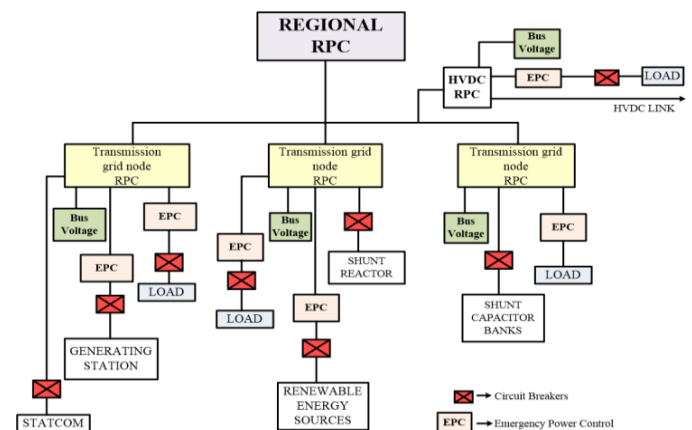 REGIONAL
RPC
Bus
Voltage
HVDC
RPC
EPC
LOAD
HVDC LINK
Transmission
grid node
RPC
Transmission grid
node
RPC
Transmission grid
node
RPC
Bus
Voltage
EPC
EPC
LOAD
GENERATING
STATION
STATCOM
EPC
LOAD
Bus
Voltage
SHUNT
REACTOR
EPC
RENEWABLE
ENERGY
SOURCES
Bus
Voltage
EPC
LOAD
SHUNT
CAPACITOR
BANKS
Circuit Breakers
EPC
Emergency Power Control